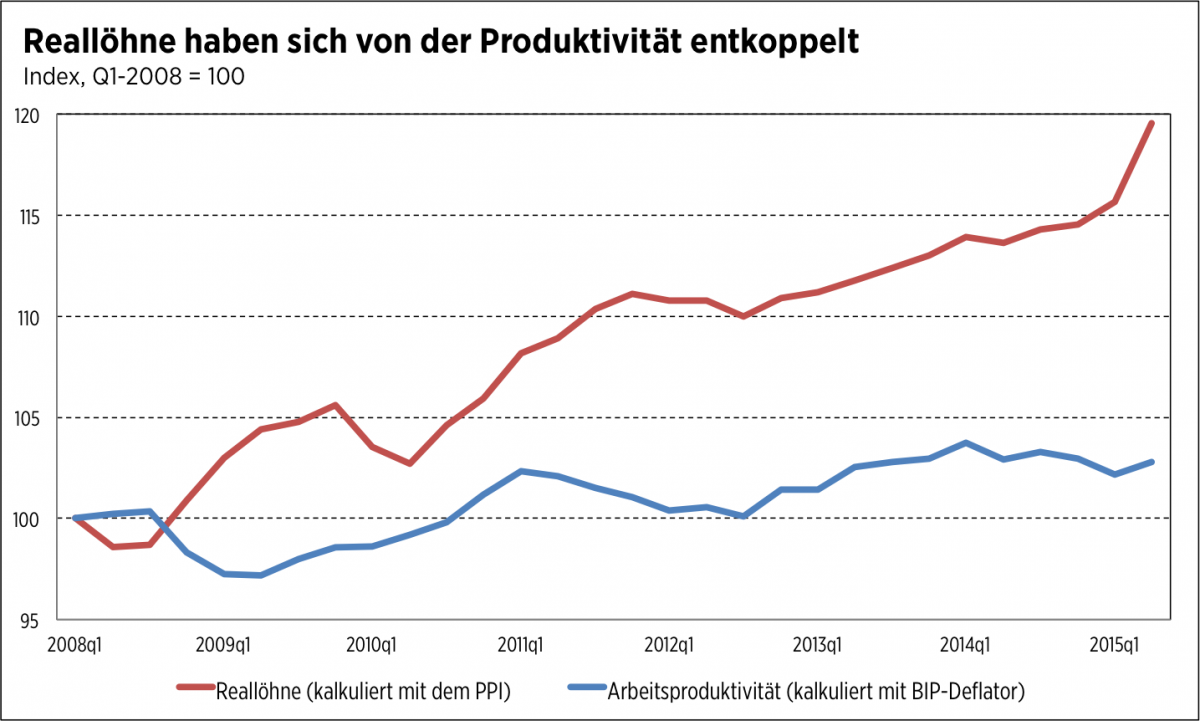 Reallöhne haben sich von der Produktivität entkoppelt
Index, Q1-2008 = 100
120
115
110
105
100
95
2008q1 2009q1 2010q1 2011q1 2012q1 2013q1 2014q1 2015q1
Reallöhne (kalkuliert mit dem PPI) Arbeitsproduktivität (kalkuliert mit BIP-Deflator)